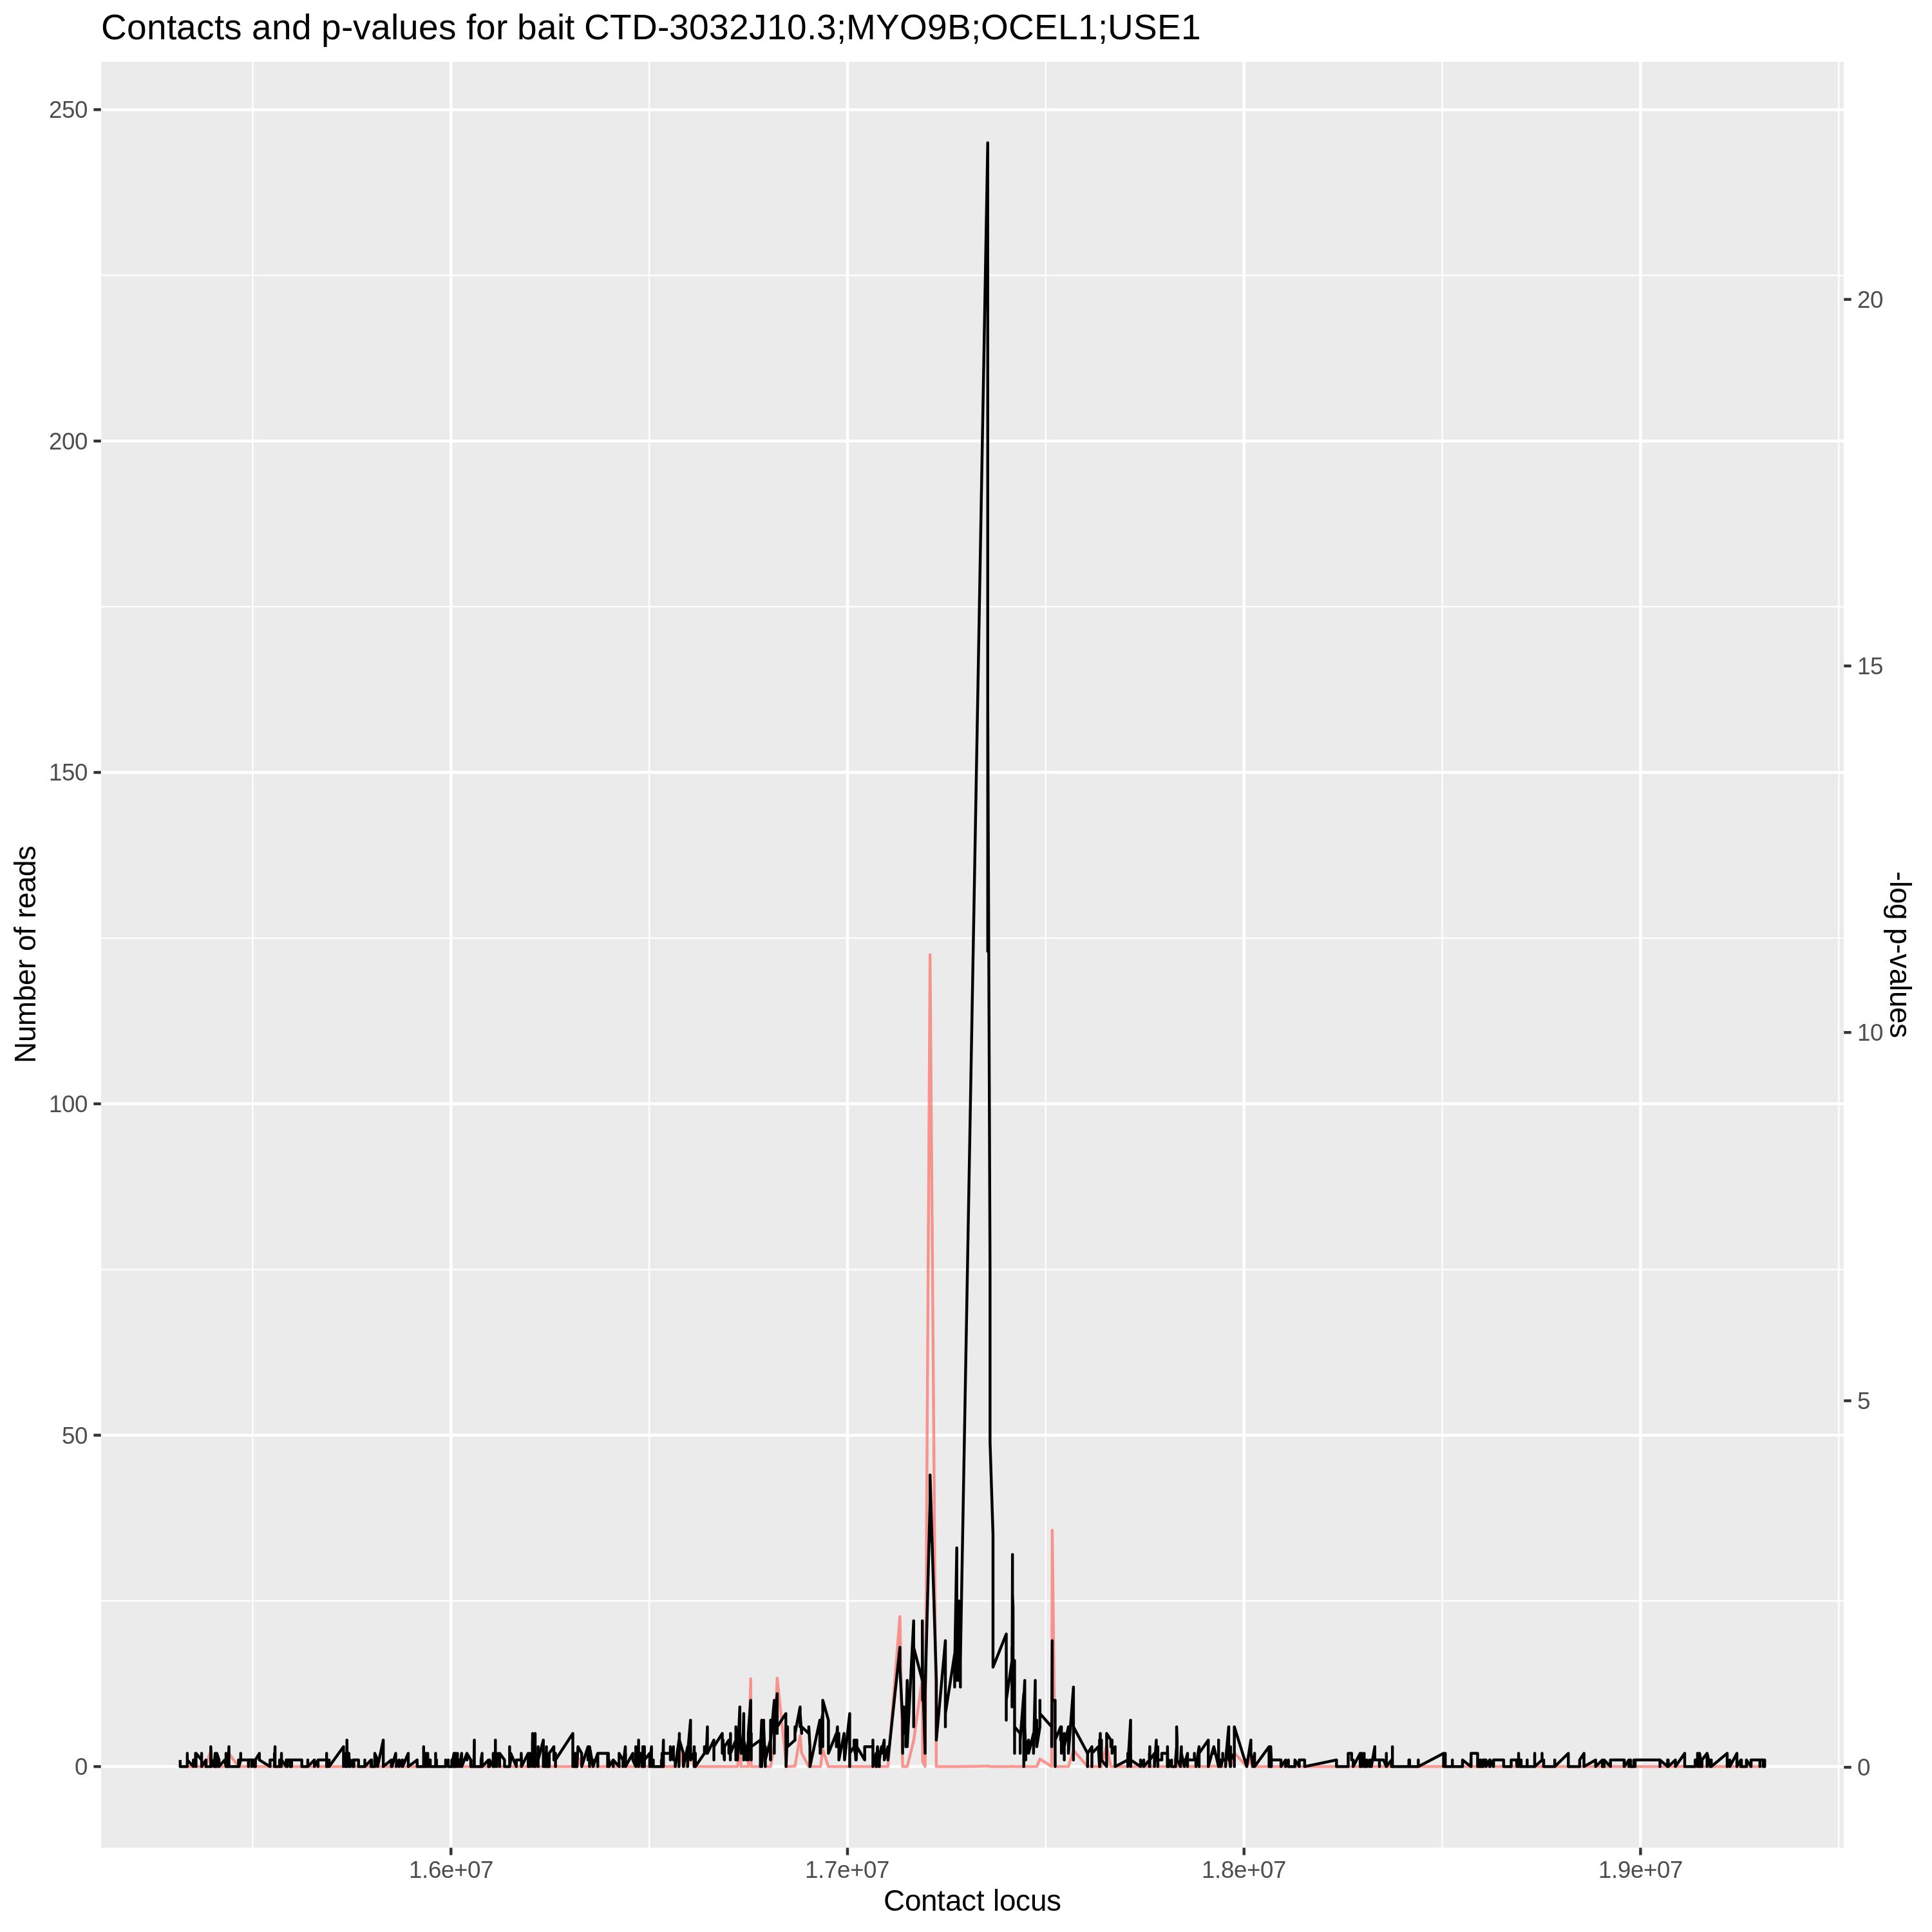 Contacts and p-values for bait CTD-3032J10.3;MYO9B;OCEL1;USE1
250
200
150
100
50
0
Number of reads
20
15
10
5
0
-log p-values
1.6e+07
1.7e+07
1.8e+07
1.9e+07
Contact locus